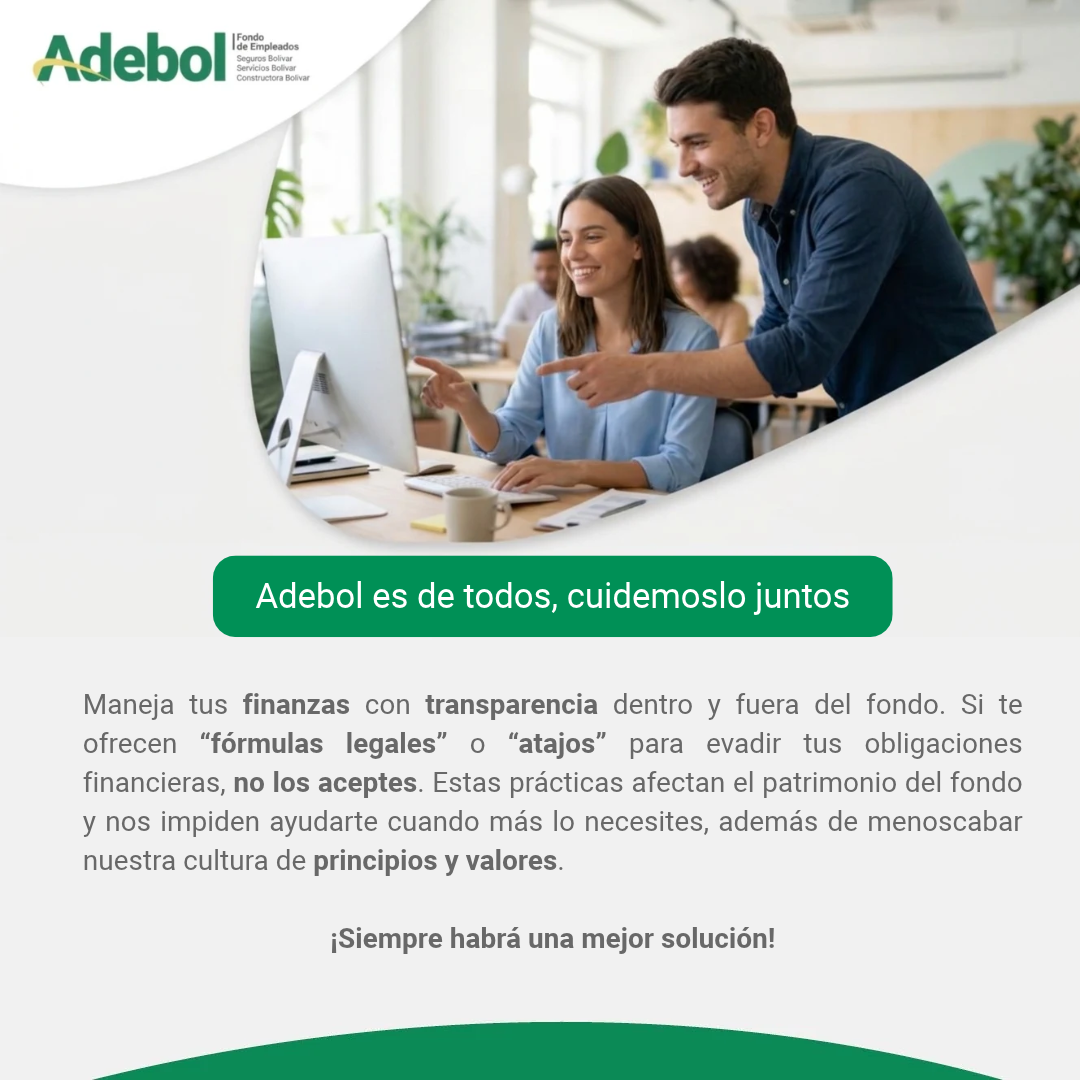 Adebol
Fondo
de Empleados
Seguros Bolívar
Servicios Bolívar
Constructora Bolívar
Adebol es de todos, cuidemoslo juntos
Maneja tus finanzas con transparencia dentro y fuera del fondo. Si te
ofrecen “fórmulas legales” o “atajos” para evadir tus obligaciones
financieras, no los aceptes. Estas prácticas afectan el patrimonio del fondo
y nos impiden ayudarte cuando más lo necesites, además de menoscabar
nuestra cultura de principios y valores.
¡Siempre habrá una mejor solución!